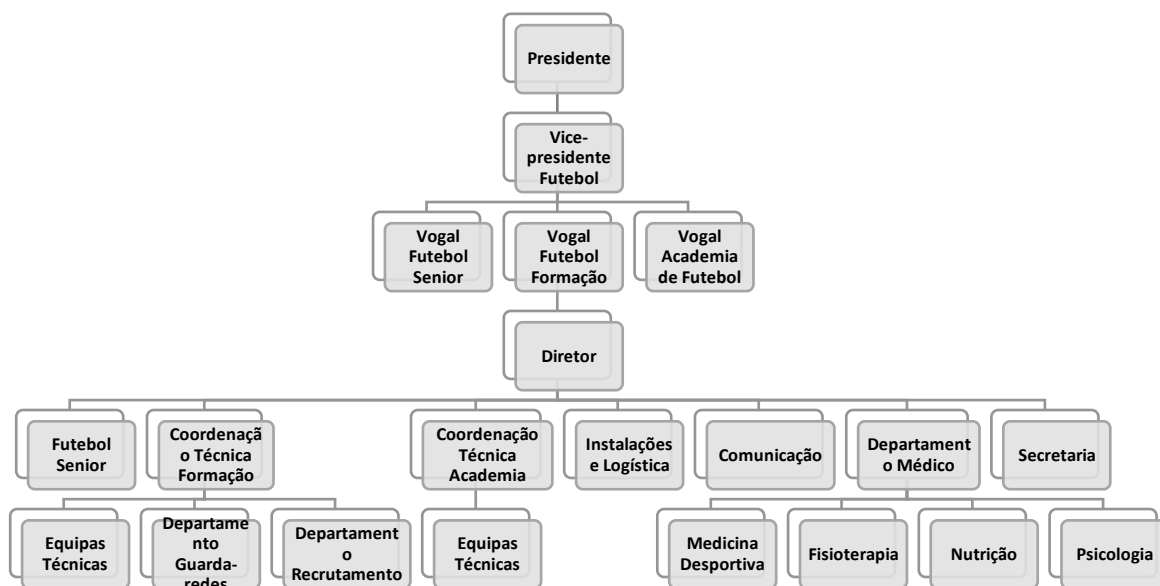 Presidente
Vice-
presidente
Futebol
Vogal
Futebol
Senior
Vogal
Futebol
Formação
Vogal
Academia
de Futebol
Diretor
Futebol
Senior
Coordenaçã
o Técnica
Formação
Coordenação
Técnica
Academia
Instalações
e Logística
Comunicação
Departament
o Médico
Secretaria
Equipas
Técnicas
Departame
nto
Guarda-
redes
Departament
o
Recrutamento
Equipas
Técnicas
Medicina
Desportiva
Fisioterapia
Nutrição
Psicologia